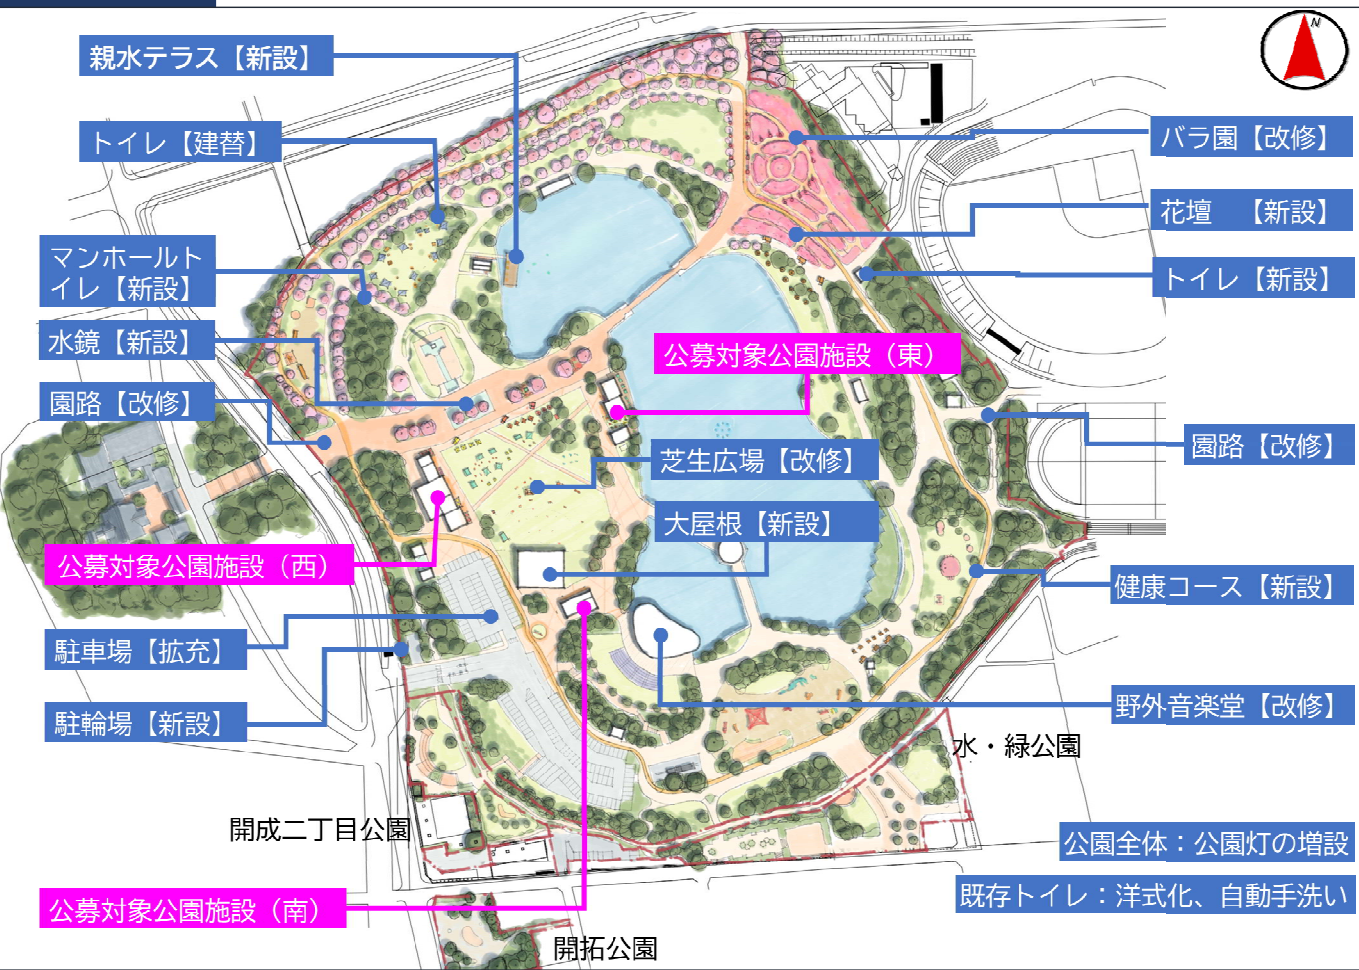 N
親水テラス【新設】
トイレ【建替】
マンホールト
イレ【新設】
水鏡【新設】
園路【改修】
公募対象公園施設（西）
駐車場【拡充】
駐輪場【新設】
開成二丁目公園
公募対象公園施設（南）
開拓公園
公募対象公園施設（東）
芝生広場【改修】
大屋根【新設】
バラ園【改修】
花壇　【新設】
トイレ【新設】
園路【改修】
健康コース【新設】
野外音楽堂【改修】
水・緑公園
公園全体：公園灯の増設
既存トイレ：洋式化、自動手洗い